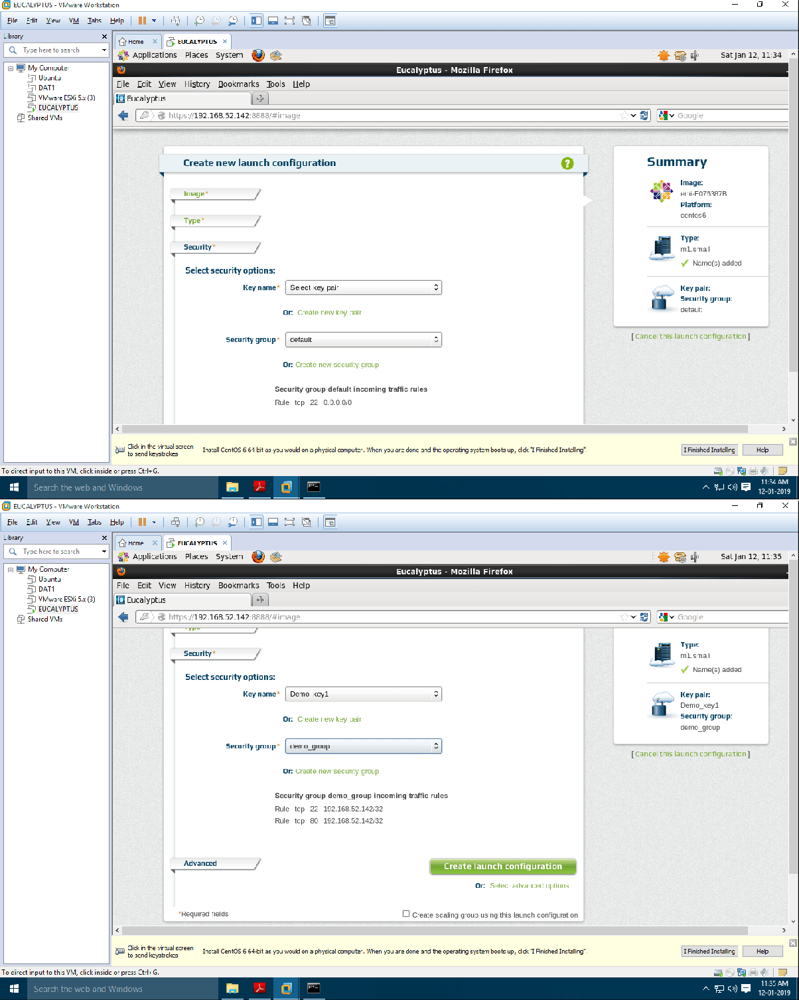 EUCALYPTUS - VMware Workstation
File Edit View VM Tabs Help
Library
Type here to search
My Computer
Ubuntu
DAT1
VMware ESXi 5.x (3)
EUCALYPTUS
Shared VMs
Home EUCALYPTUS
Applications Places System Sat Jan 12, 11:34
Eucalyptus - Mozilla Firefox
File Edit View History Bookmarks Tools Help
Eucalyptus
https://192.168.52.142:8888/#image Google
Create new launch configuration ?
Image*
Type*
Security*
Select security options:
Key name* Select key pair
Or: Create new key pair
Security group* default
Or: Create new security group
Security group default incoming traffic rules
Rule tcp 22 0.0.0.0/0
Summary
Image:
emi-F076387B
Platform:
centos6
Type:
m1.small
Name(s) added
Key pair:
Security group:
default
[ Cancel this launch configuration ]
Click in the virtual screen
to send keystrokes
Install CentOS 6 64-bit as you would on a physical computer. When you are done and the operating system boots up, click "I Finished Installing".
I Finished Installing Help
To direct input to this VM, click inside or press Ctrl+G.
Search the web and Windows
11:34 AM
12-01-2019
EUCALYPTUS - VMware Workstation
File Edit View VM Tabs Help
Library
Type here to search
My Computer
Ubuntu
DAT1
VMware ESXi 5.x (3)
EUCALYPTUS
Shared VMs
Home EUCALYPTUS
Applications Places System Sat Jan 12, 11:35
Eucalyptus - Mozilla Firefox
File Edit View History Bookmarks Tools Help
Eucalyptus
https://192.168.52.142:8888/#image Google
Type
Security*
Select security options:
Key name* Demo_key1
Or: Create new key pair
Security group* demo_group
Or: Create new security group
Security group demo_group incoming traffic rules
Rule tcp 22 192.168.52.142/32
Rule tcp 80 192.168.52.142/32
Advanced
Create launch configuration
Or: Select advanced options
*Required fields
Create scaling group using this launch configuration
Type:
m1.small
Name(s) added
Key pair:
Demo_key1
Security group:
demo_group
[ Cancel this launch configuration ]
Click in the virtual screen
to send keystrokes
Install CentOS 6 64-bit as you would on a physical computer. When you are done and the operating system boots up, click "I Finished Installing".
I Finished Installing Help
To direct input to this VM, click inside or press Ctrl+G.
Search the web and Windows
11:35 AM
12-01-2019